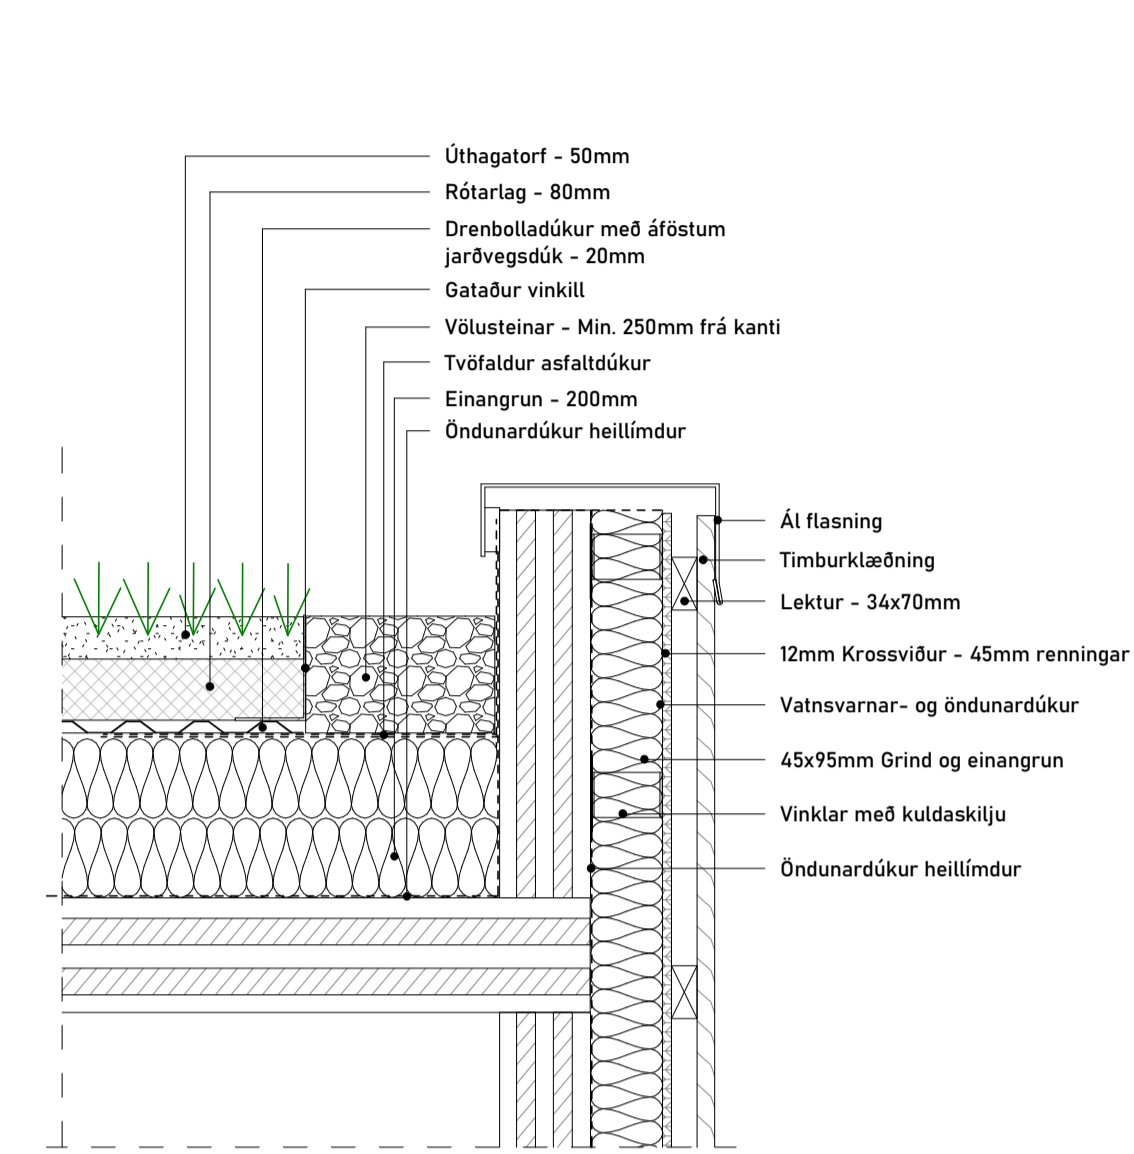 Úthagatorf - 50mm
Rótarlag - 80mm
Drenbolladúkur með áföstum
jarðvegsdúk - 20mm
Gataður vinkill
Völusteinar - Min. 250mm frá kanti
Tvöfaldur asfaltdúkur
Einangrun - 200mm
Öndunardúkur heillímdur
Ál flasning
Timburklæðning
Lektur - 34x70mm
12mm Krossviður - 45mm renningar
Vatnsvarnar- og öndunardúkur
45x95mm Grind og einangrun
Vinklar með kuldaskilju
Öndunardúkur heillímdur